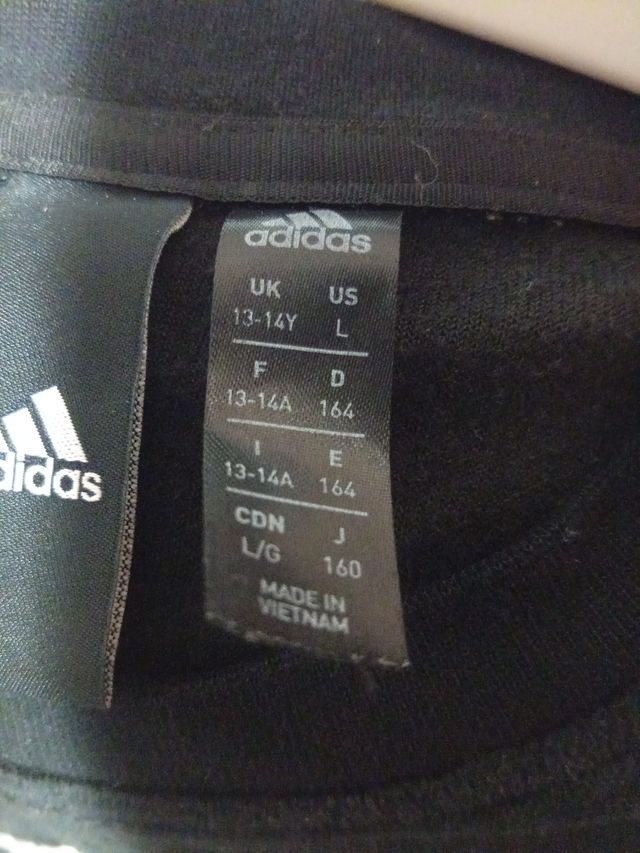 adidas
UK US
13-14Y L
F D
13-14A 164
I E
13-14A 164
CDN J
L/G 160
MADE IN
VIETNAM
adidas